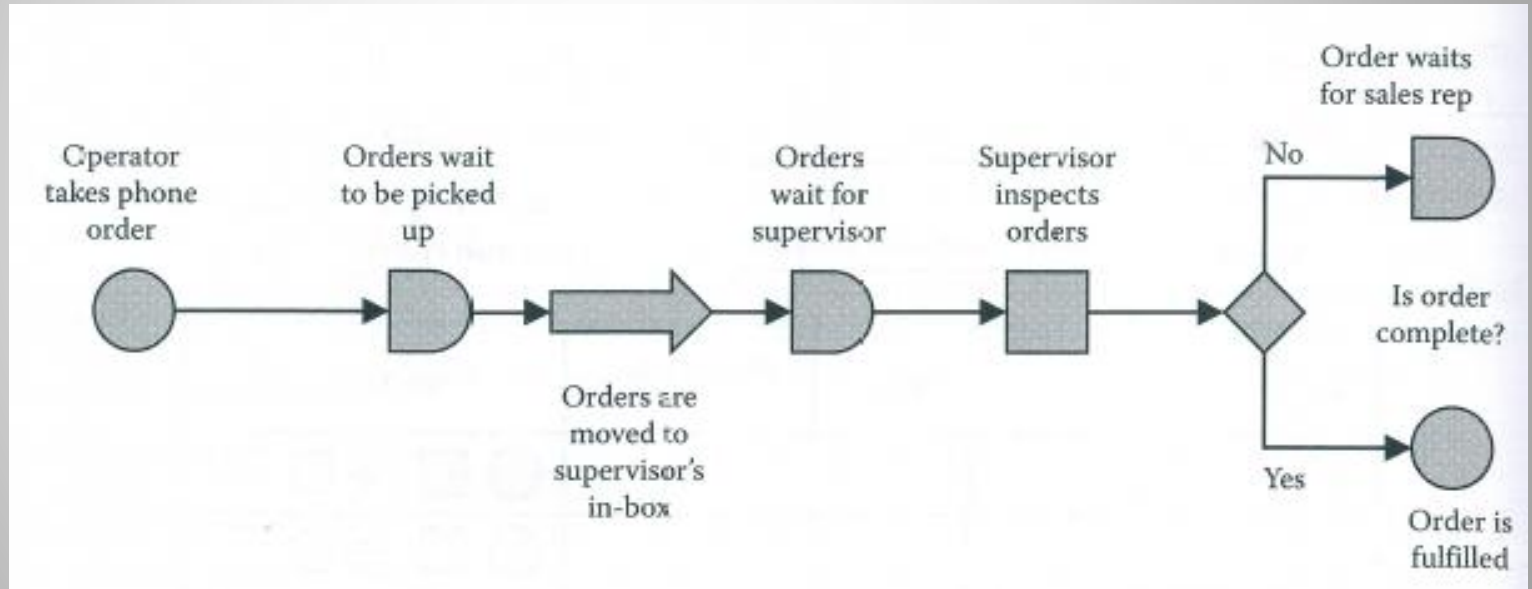 Operator
takes phone
order
Orders wait
to be picked
up
Orders are
moved to
supervisor's
in-box
Orders
wait for
supervisor
Supervisor
inspects
orders
No
Order waits
for sales rep
Is order
complete?
Yes
Order is
fulfilled